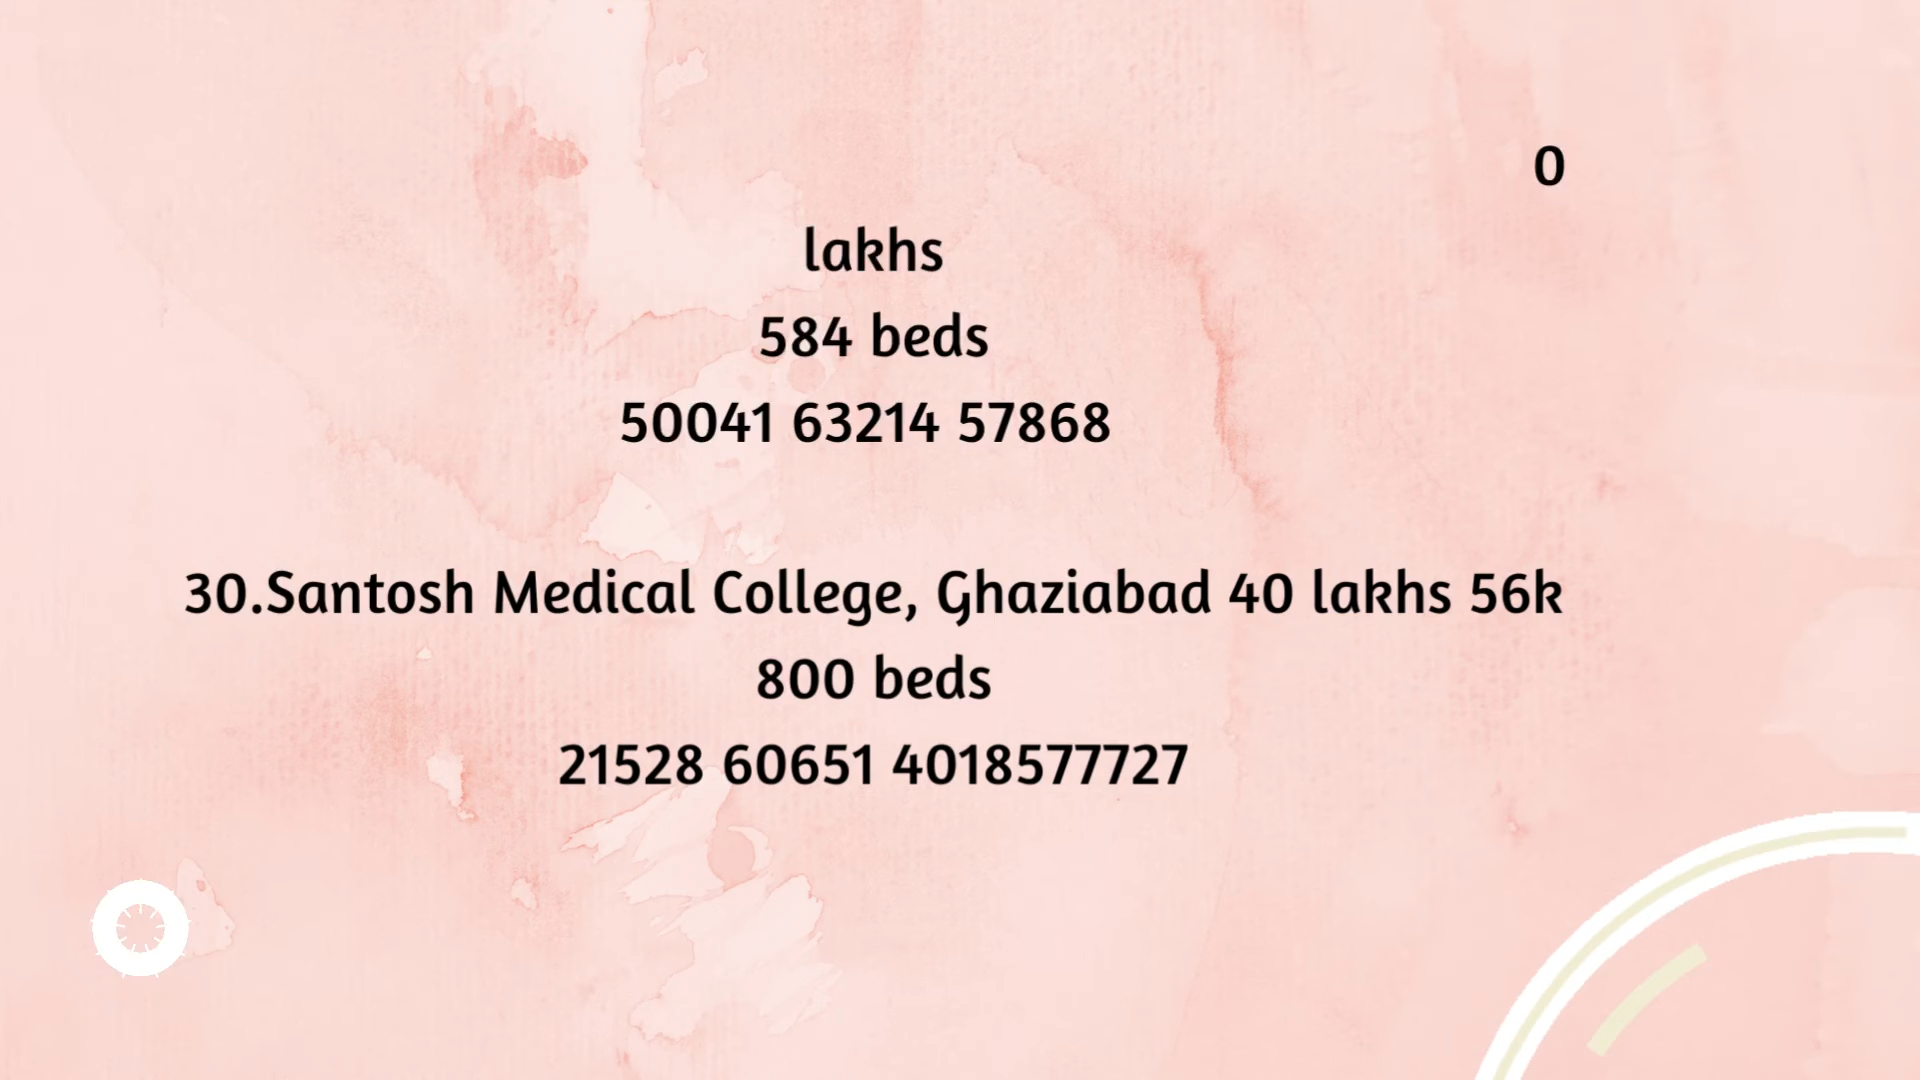 0
lakhs
584 beds
50041 63214 57868
30.Santosh Medical College, Ghaziabad 40 lakhs 56k
800 beds
21528 60651 4018577727